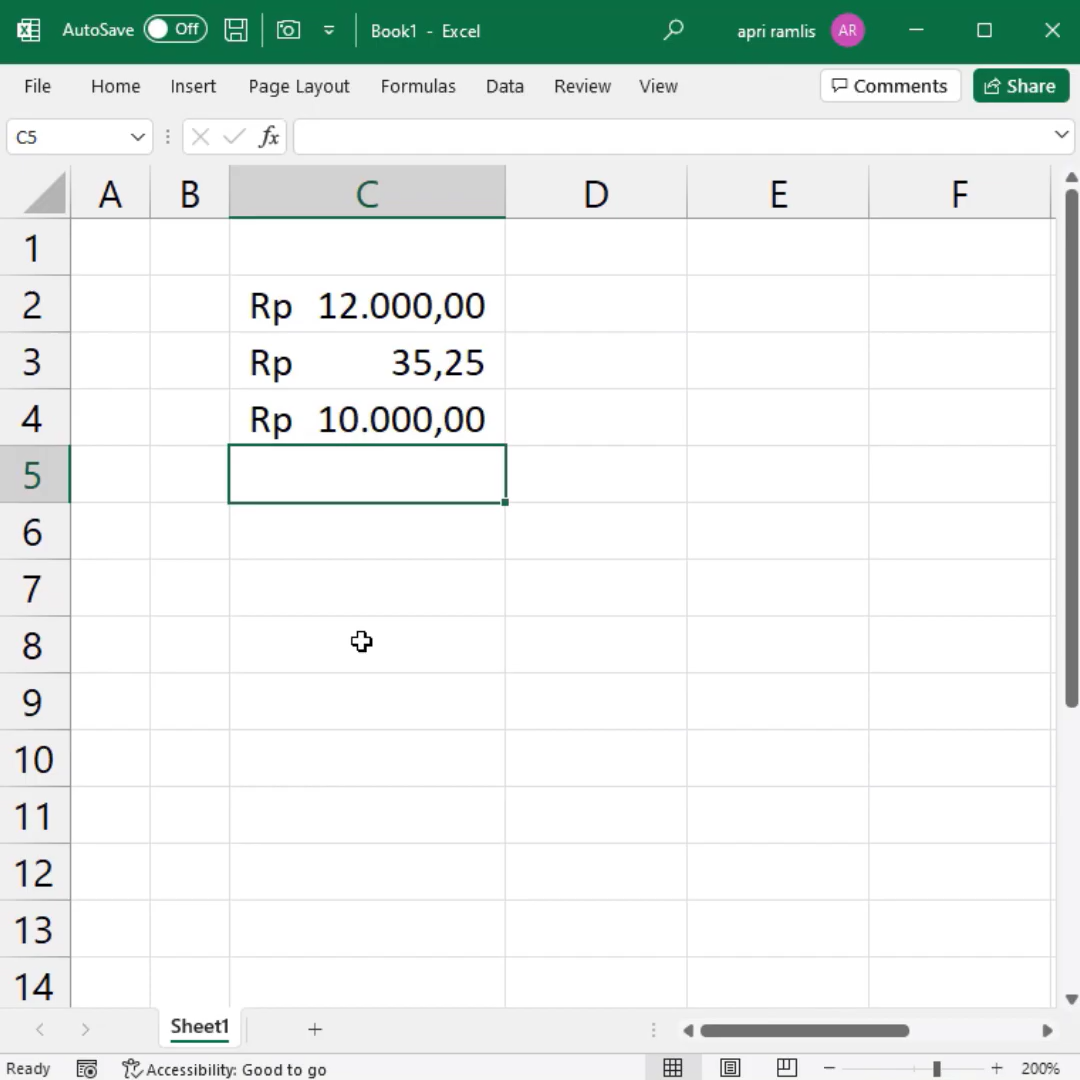 AutoSave Off Book1 - Excel apri ramlis AR
File Home Insert Page Layout Formulas Data Review View Comments Share
C5 fx
A B C D E F
1
2 Rp 12.000,00
3 Rp 35,25
4 Rp 10.000,00
5
6
7
8
9
10
11
12
13
14
Sheet1
Ready Accessibility: Good to go 200%